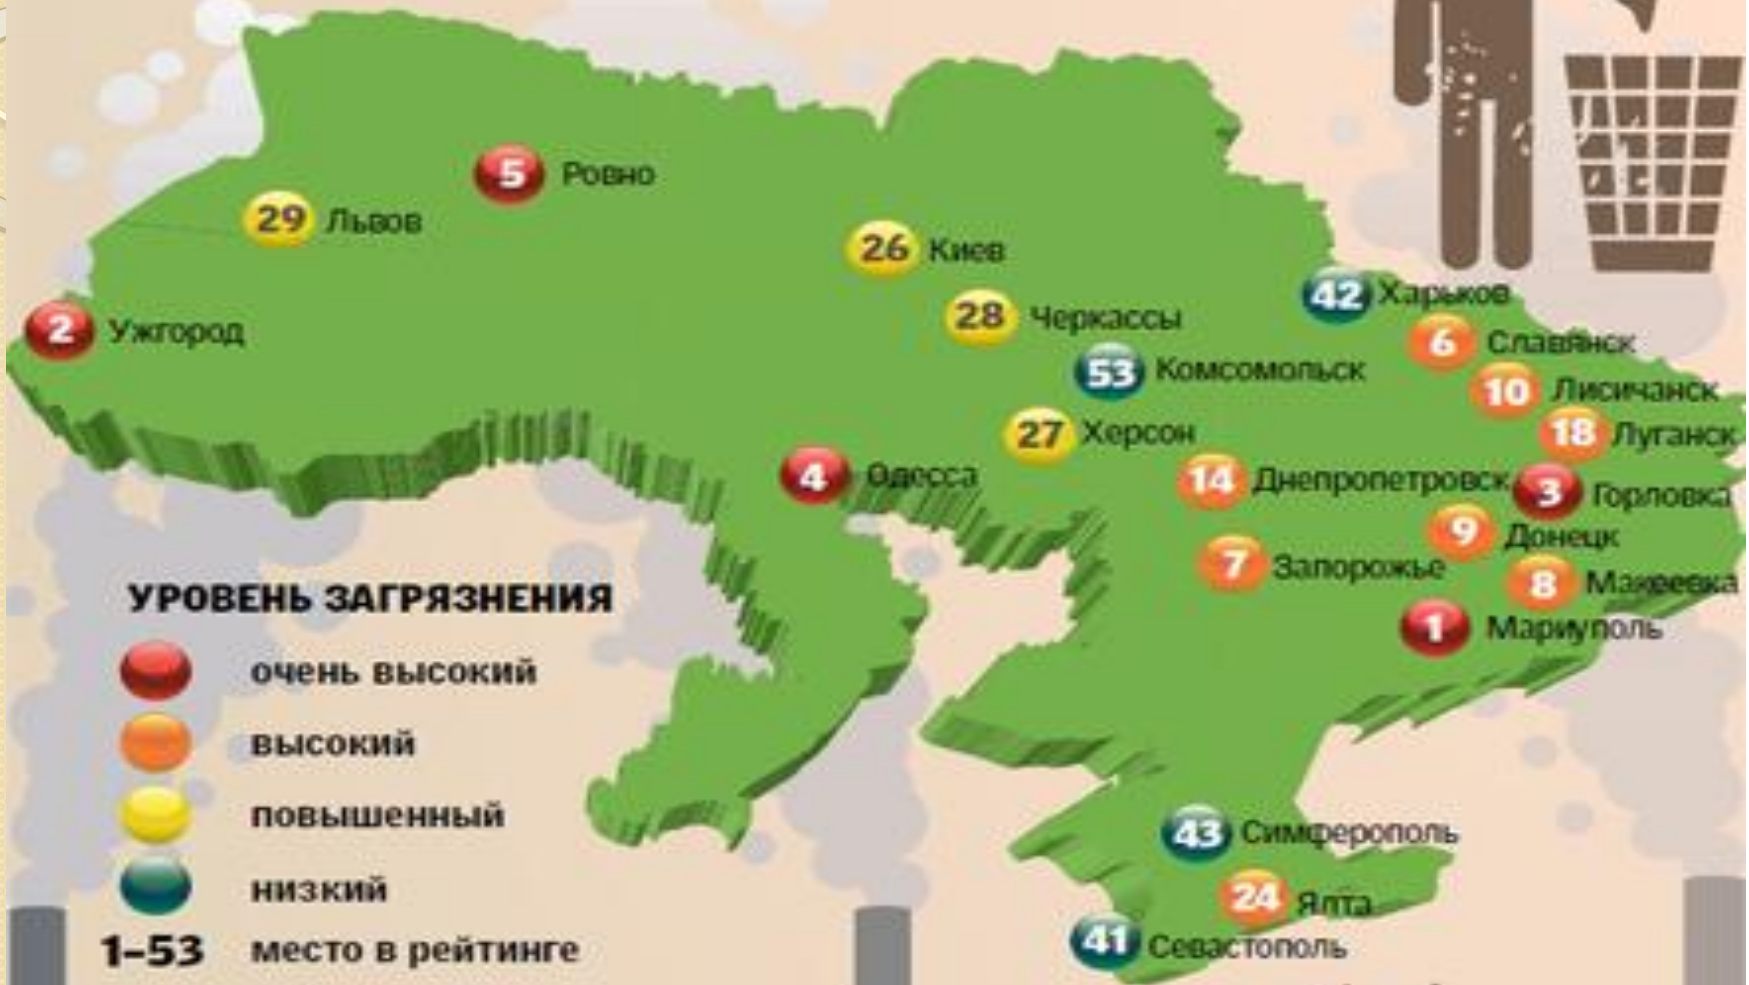 5 Ровно
29 Львов
26 Киев
42 Харьков
28 Черкассы
2 Ужгород
6 Славянск
53 Комсомольск
10 Лисичанск
27 Херсон
18 Луганск
4 Одесса
14 Днепропетровск
3 Горловка
9 Донецк
7 Запорожье
8 Макеевка
1 Мариуполь
УРОВЕНЬ ЗАГРЯЗНЕНИЯ
очень высокий
высокий
повышенный
низкий
1–53 место в рейтинге
43 Симферополь
24 Ялта
41 Севастополь